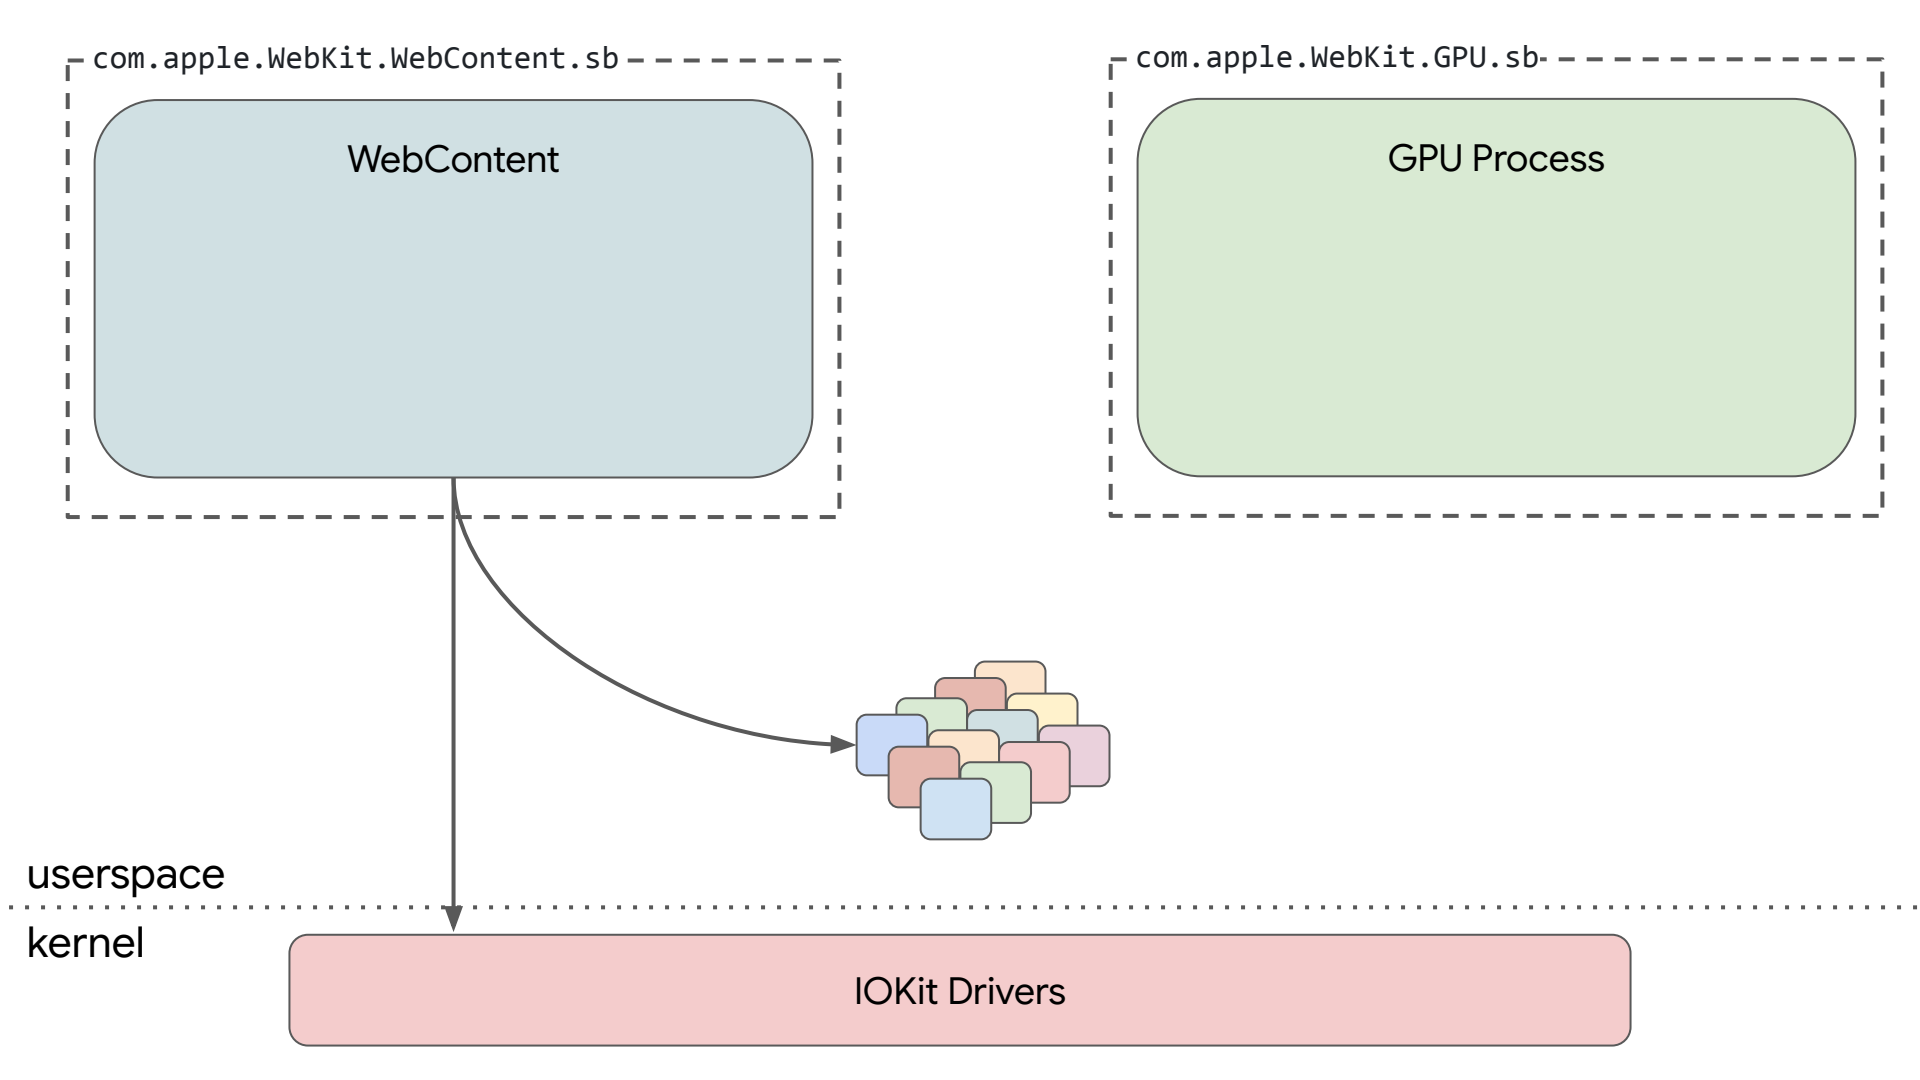 com.apple.WebKit.WebContent.sb
com.apple.WebKit.GPU.sb
WebContent
GPU Process
userspace
kernel
IOKit Drivers